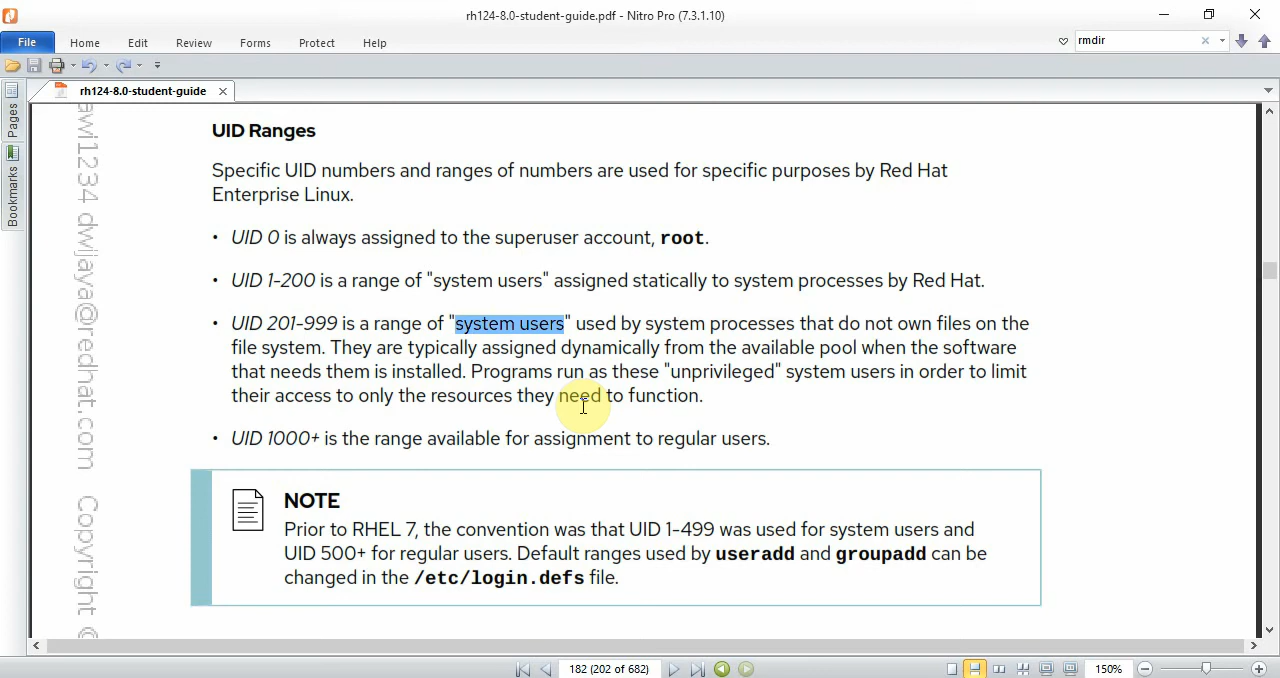 rh124-8.0-student-guide.pdf - Nitro Pro (7.3.1.10)
File Home Edit Review Forms Protect Help
rmdir
rh124-8.0-student-guide
Pages
Bookmarks
awi1234 dwijaya@redhat.com Copyright ©
UID Ranges
Specific UID numbers and ranges of numbers are used for specific purposes by Red Hat
Enterprise Linux.
• UID 0 is always assigned to the superuser account, root.
• UID 1-200 is a range of "system users" assigned statically to system processes by Red Hat.
• UID 201-999 is a range of "system users" used by system processes that do not own files on the
file system. They are typically assigned dynamically from the available pool when the software
that needs them is installed. Programs run as these "unprivileged" system users in order to limit
their access to only the resources they need to function.
• UID 1000+ is the range available for assignment to regular users.
NOTE
Prior to RHEL 7, the convention was that UID 1-499 was used for system users and
UID 500+ for regular users. Default ranges used by useradd and groupadd can be
changed in the /etc/login.defs file.
182 (202 of 682)
150%